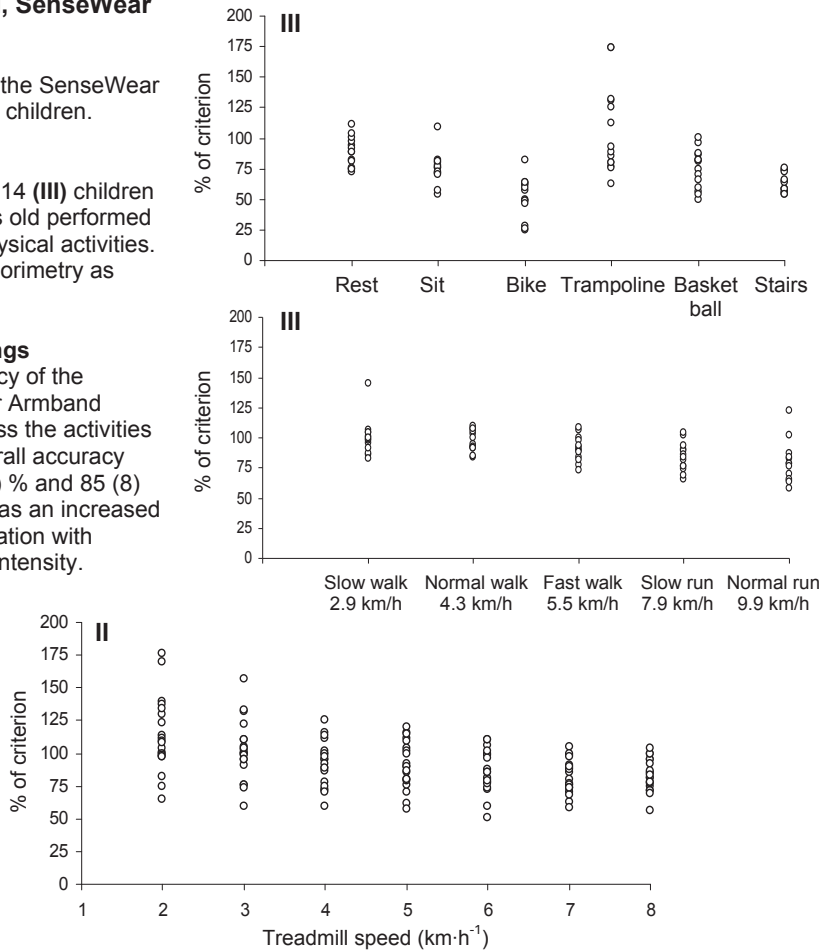 , SenseWear
the SenseWear
children.
14 (III) children
s old performed
ysical activities.
orimetry as
ngs
cy of the
r Armband
ss the activities
rall accuracy
) % and 85 (8)
as an increased
ation with
ntensity.
III
% of criterion
200
175
150
125
100
75
50
25
0
Rest Sit Bike Trampoline Basket Stairs
ball
III
% of criterion
200
175
150
125
100
75
50
25
0
Slow walk Normal walk Fast walk Slow run Normal run
2.9 km/h 4.3 km/h 5.5 km/h 7.9 km/h 9.9 km/h
II
% of criterion
200
175
150
125
100
75
50
25
0
1 2 3 4 5 6 7 8
Treadmill speed (km·h⁻¹)